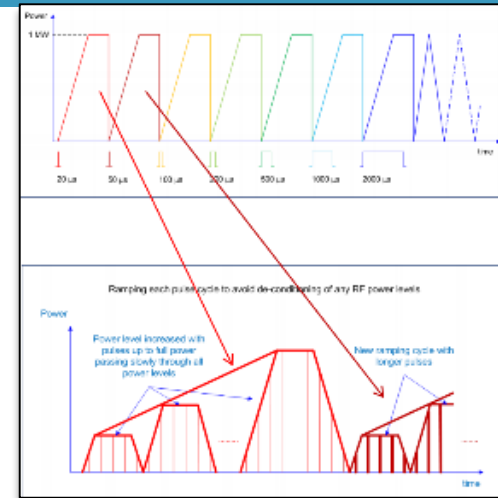 Power
1 MW
time
20 µs 50 µs 100 µs 200 µs 500 µs 1000 µs 2000 µs
Ramping each pulse cycle to avoid de-conditioning of any RF power levels
Power
Power level increased with
pulses up to full power
passing slowly through all
power levels
New ramping cycle with
longer pulses
time